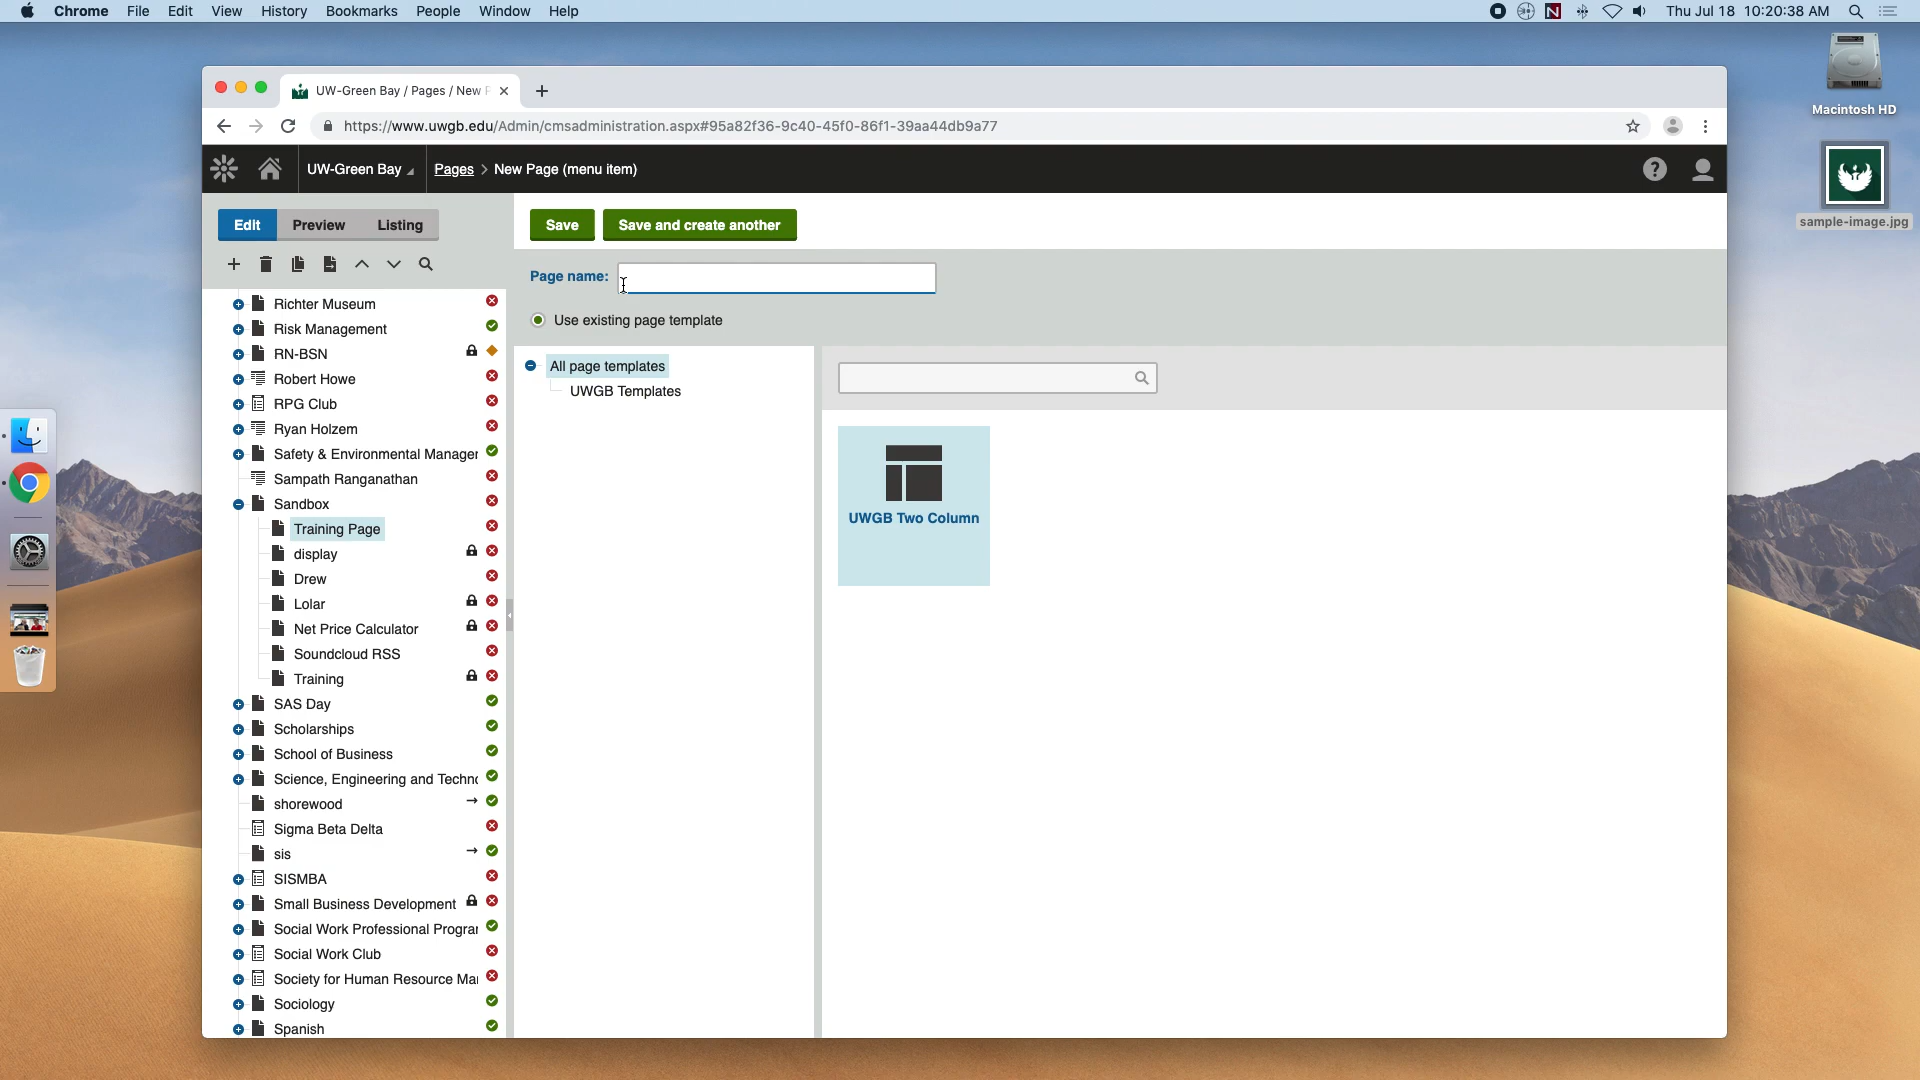 Chrome File Edit View History Bookmarks People Window Help
Thu Jul 18 10:20:38 AM
Macintosh HD
sample-image.jpg
UW-Green Bay / Pages / New
https://www.uwgb.edu/Admin/cmsadministration.aspx#95a82f36-9c40-45f0-86f1-39aa44db9a77
UW-Green Bay Pages > New Page (menu item)
Edit Preview Listing
Save Save and create another
Page name:
Use existing page template
All page templates
UWGB Templates
UWGB Two Column
Richter Museum
Risk Management
RN-BSN
Robert Howe
RPG Club
Ryan Holzem
Safety & Environmental Manager
Sampath Ranganathan
Sandbox
Training Page
display
Drew
Lolar
Net Price Calculator
Soundcloud RSS
Training
SAS Day
Scholarships
School of Business
Science, Engineering and Techno
shorewood
Sigma Beta Delta
sis
SISMBA
Small Business Development
Social Work Professional Program
Social Work Club
Society for Human Resource Ma
Sociology
Spanish